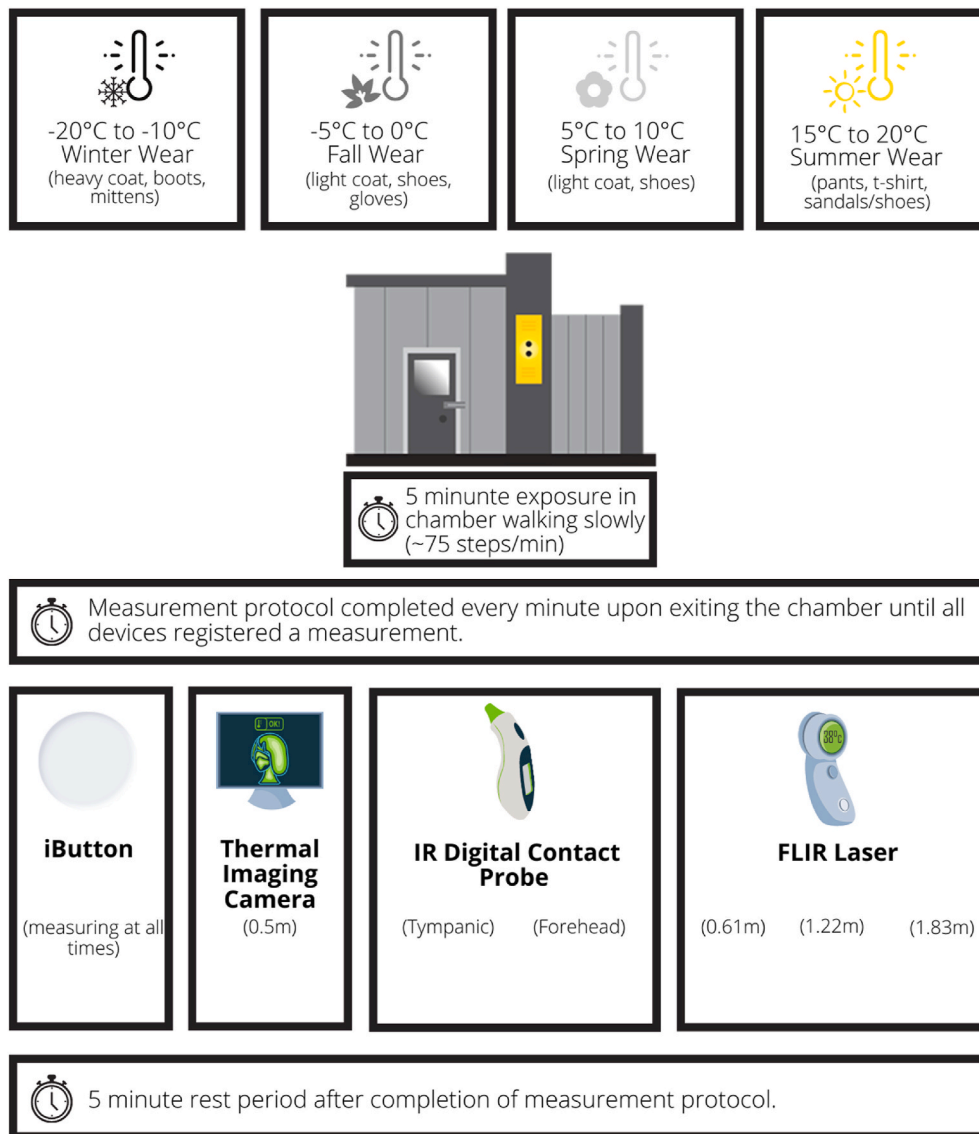 -20°C to -10°C
Winter Wear
(heavy coat, boots,
mittens)
-5°C to 0°C
Fall Wear
(light coat, shoes,
gloves)
5°C to 10°C
Spring Wear
(light coat, shoes)
15°C to 20°C
Summer Wear
(pants, t-shirt,
sandals/shoes)
5 minunte exposure in
chamber walking slowly
(~75 steps/min)
Measurement protocol completed every minute upon exiting the chamber until all
devices registered a measurement.
iButton
(measuring at all
times)
OK!
Thermal
Imaging
Camera
(0.5m)
IR Digital Contact
Probe
(Tympanic) (Forehead)
38°C
FLIR Laser
(0.61m) (1.22m) (1.83m)
5 minute rest period after completion of measurement protocol.